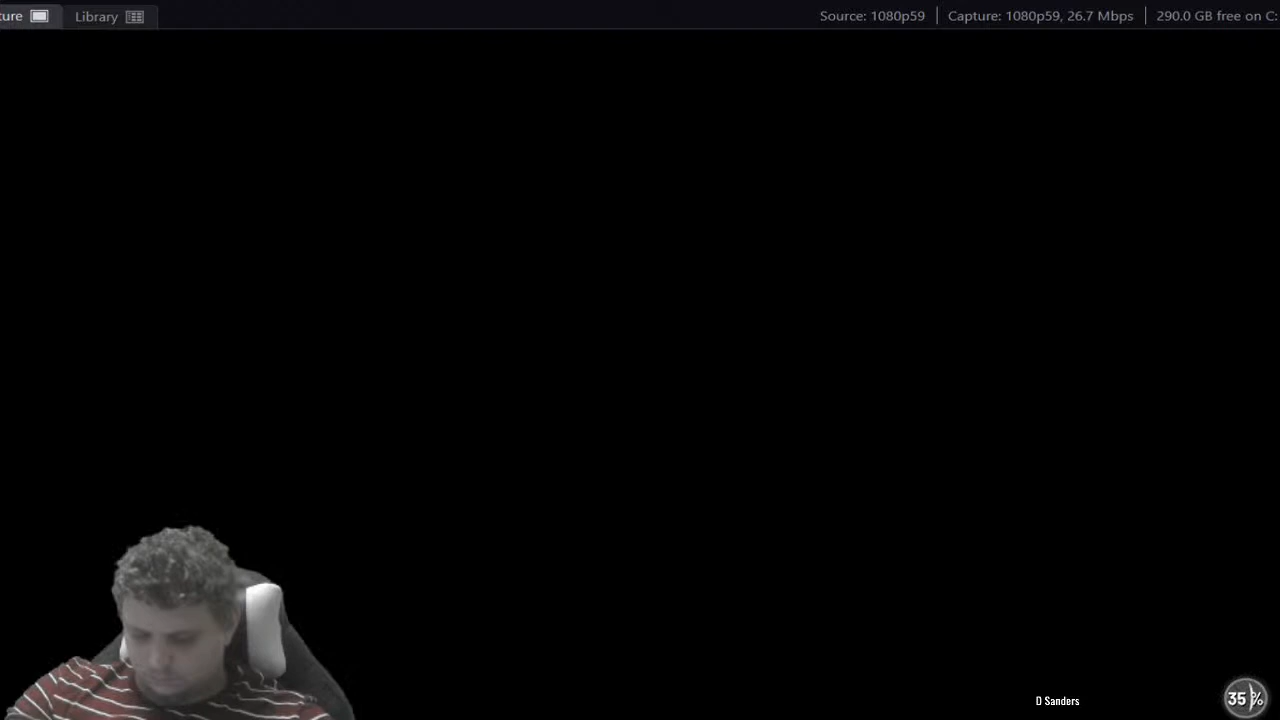 ture
Library
Source: 1080p59
Capture: 1080p59, 26.7 Mbps
290.0 GB free on C:
D Sanders
35 %